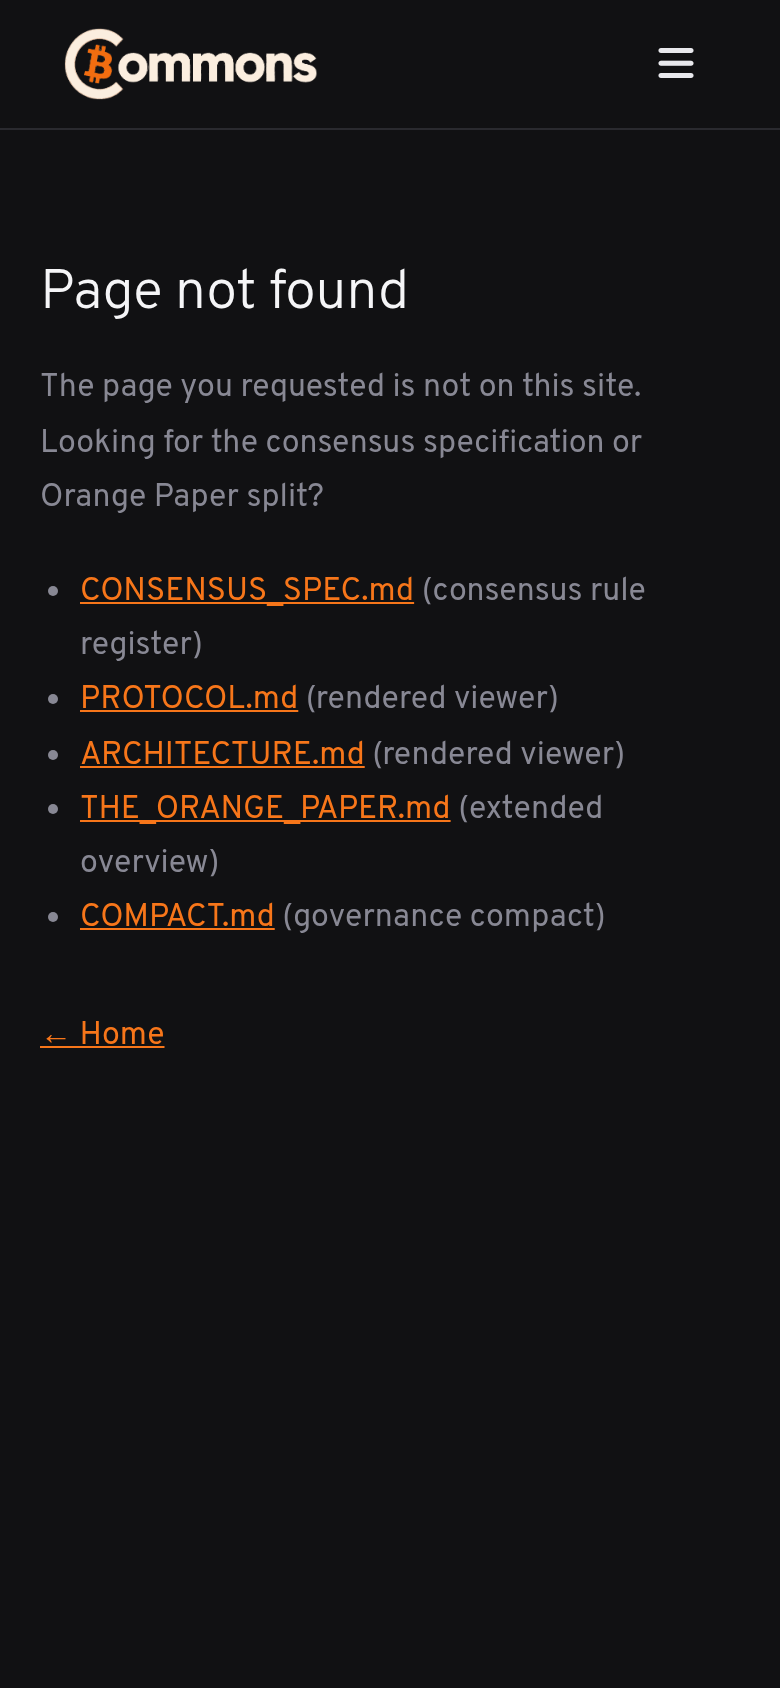 Commons
Page not found
The page you requested is not on this site.
Looking for the consensus specification or
Orange Paper split?
• CONSENSUS_SPEC.md (consensus rule
register)
• PROTOCOL.md (rendered viewer)
• ARCHITECTURE.md (rendered viewer)
• THE_ORANGE_PAPER.md (extended
overview)
• COMPACT.md (governance compact)
← Home